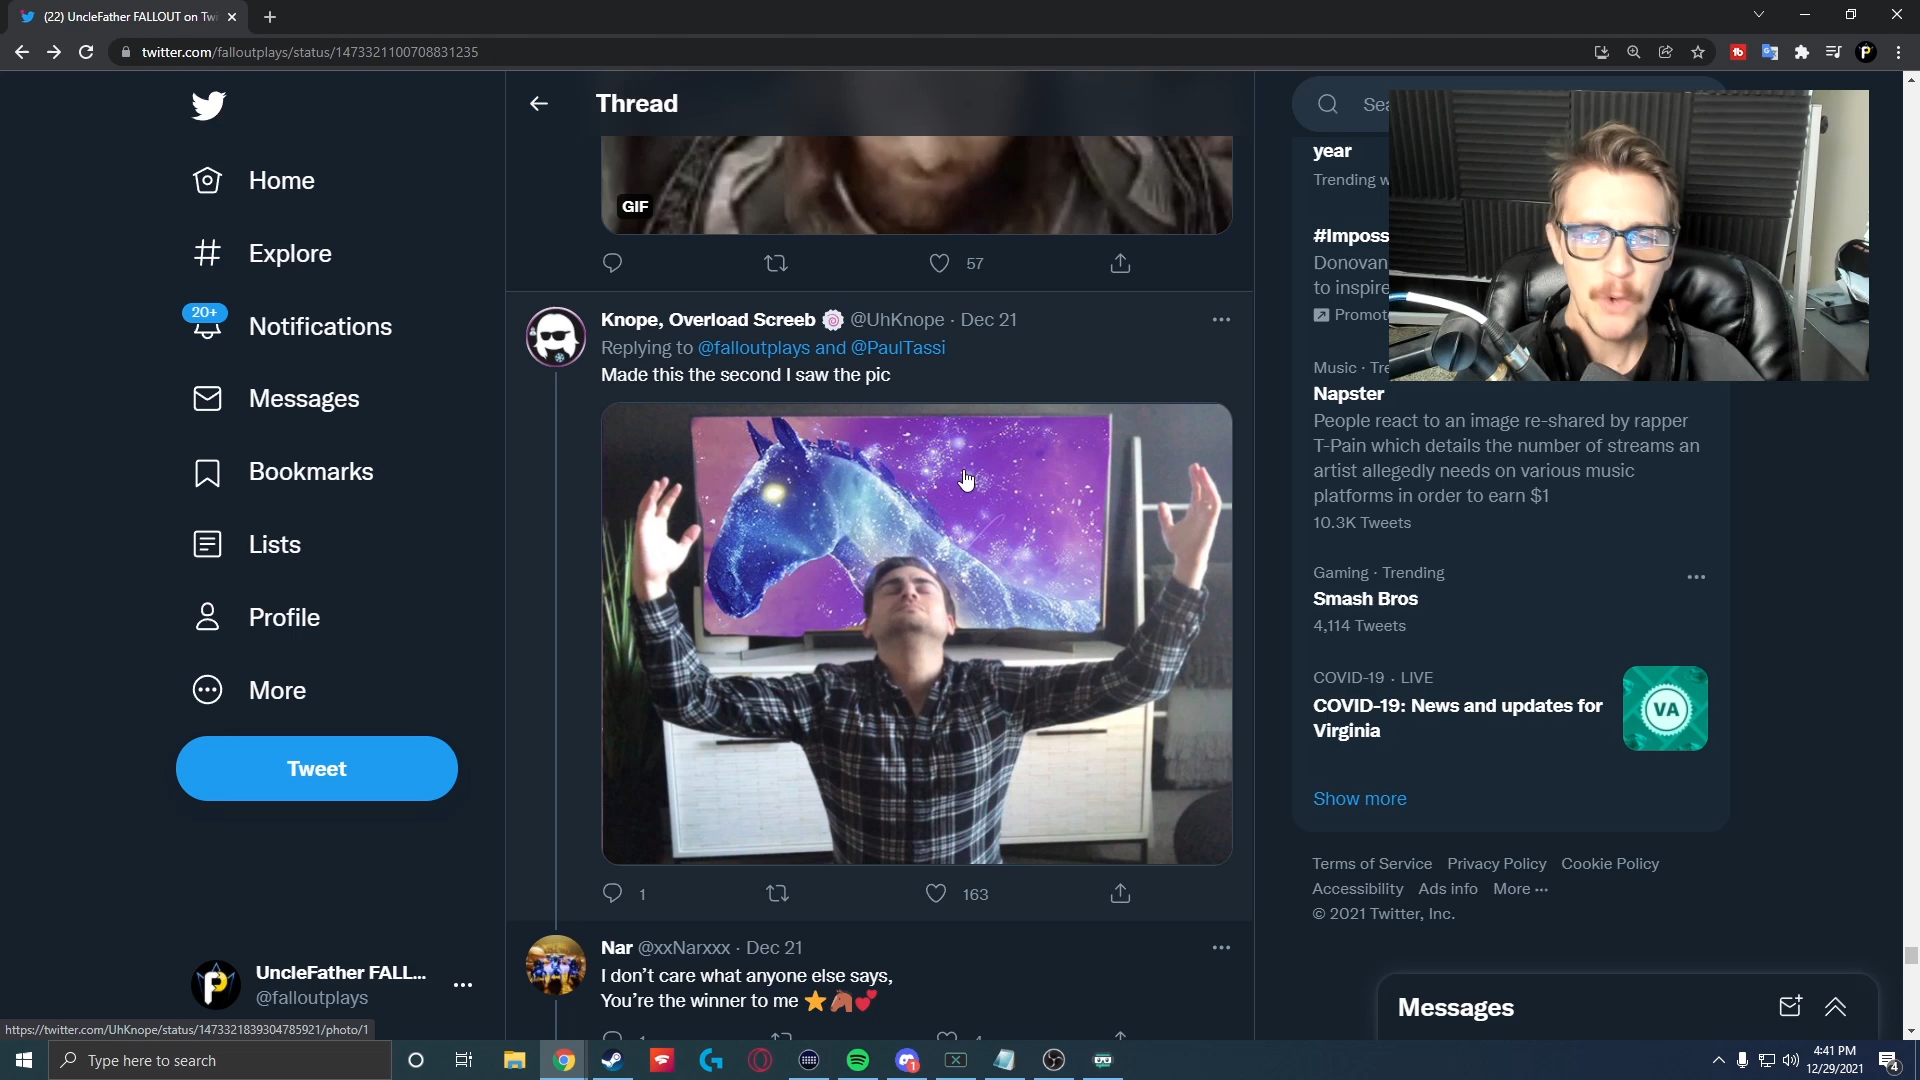 (22) UncleFather FALLOUT on Twi
twitter.com/falloutplays/status/1473321100708831235
Home
Explore
20+
Notifications
Messages
Bookmarks
Lists
Profile
More
Tweet
UncleFather FALL...
@falloutplays
Thread
GIF
57
Knope, Overload Screeb 🍥 @UhKnope · Dec 21
Replying to @falloutplays and @PaulTassi
Made this the second I saw the pic
1
163
Nar @xxNarxxx · Dec 21
I don't care what anyone else says,
You're the winner to me ⭐🐴💕
year
Trending w
#Imposs
Donovan
to inspire
Promot
Music · Tre
Napster
People react to an image re-shared by rapper
T-Pain which details the number of streams an
artist allegedly needs on various music
platforms in order to earn $1
10.3K Tweets
Gaming · Trending
Smash Bros
4,114 Tweets
COVID-19 · LIVE
COVID-19: News and updates for
Virginia
VA
Show more
Terms of Service Privacy Policy Cookie Policy
Accessibility Ads info More ...
© 2021 Twitter, Inc.
Messages
https://twitter.com/UhKnope/status/1473321839304785921/photo/1
Type here to search
1
4:41 PM
12/29/2021
4